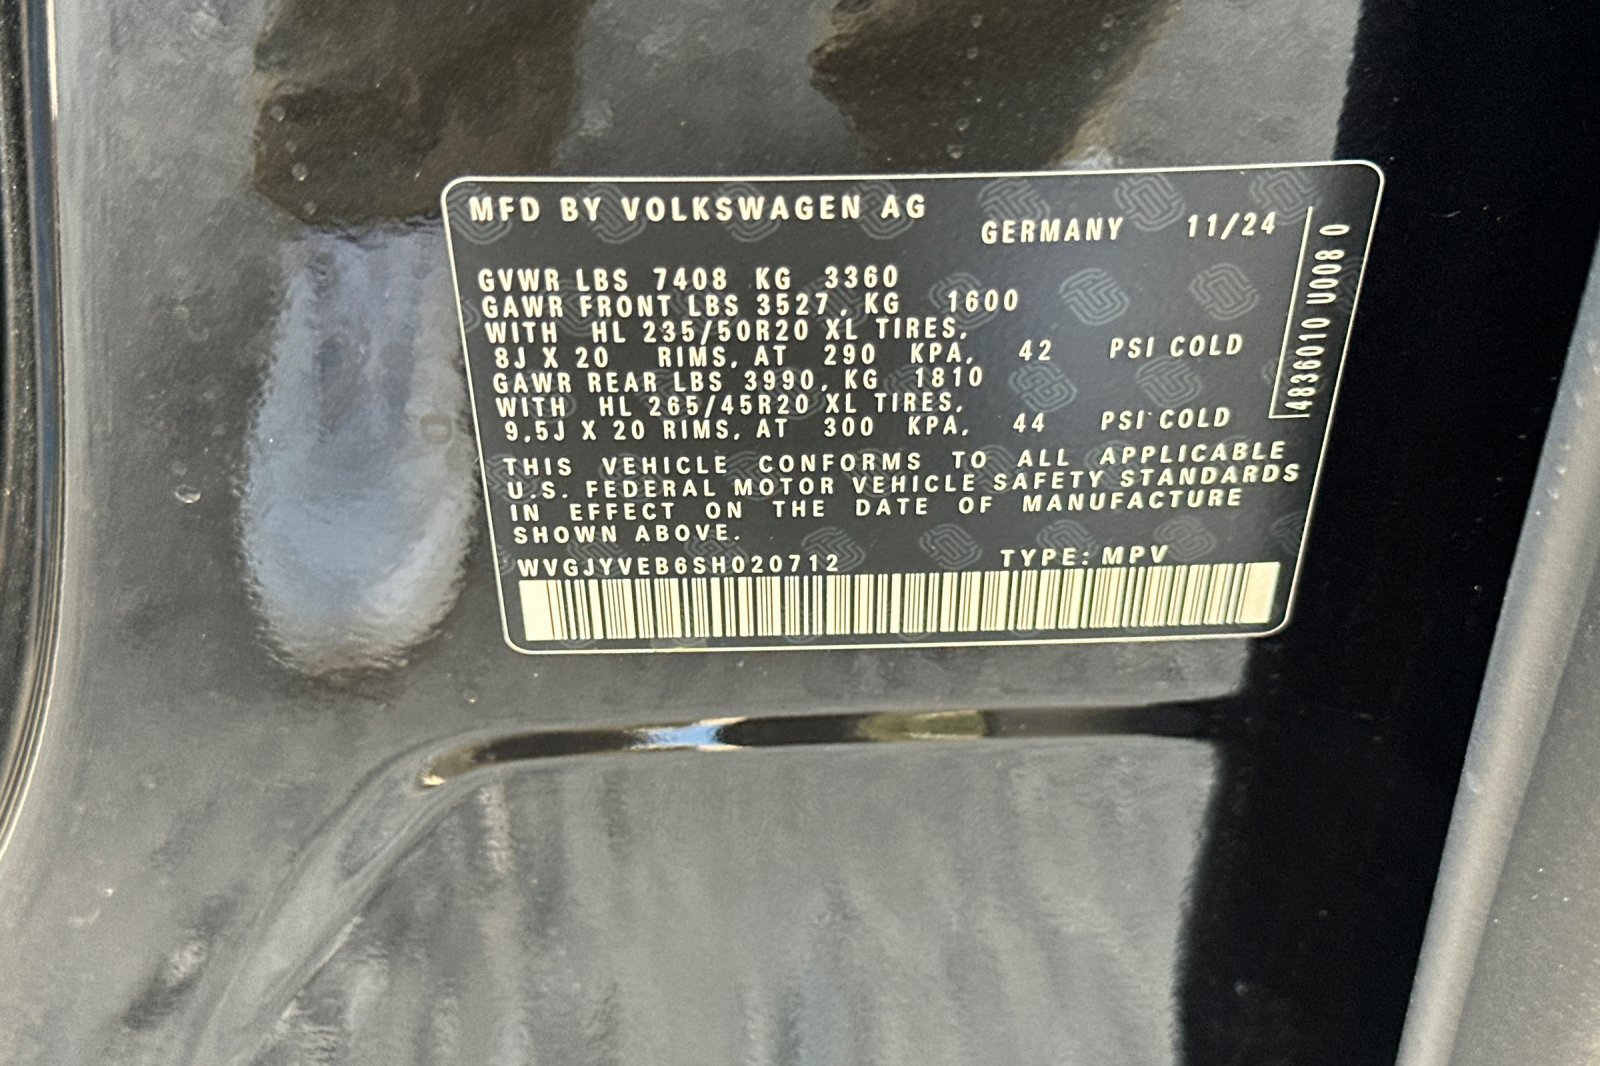 MFD BY VOLKSWAGEN AG
GERMANY 11/24
GVWR LBS 7408 KG 3360
GAWR FRONT LBS 3527, KG 1600
WITH HL 235/50R20 XL TIRES,
8J X 20 RIMS, AT 290 KPA, 42 PSI COLD
GAWR REAR LBS 3990, KG 1810
WITH HL 265/45R20 XL TIRES,
9,5J X 20 RIMS, AT 300 KPA, 44 PSI COLD
THIS VEHICLE CONFORMS TO ALL APPLICABLE
U.S. FEDERAL MOTOR VEHICLE SAFETY STANDARDS
IN EFFECT ON THE DATE OF MANUFACTURE
SHOWN ABOVE.
WVGJYVEB6SH020712 TYPE: MPV
4836010 U008 0